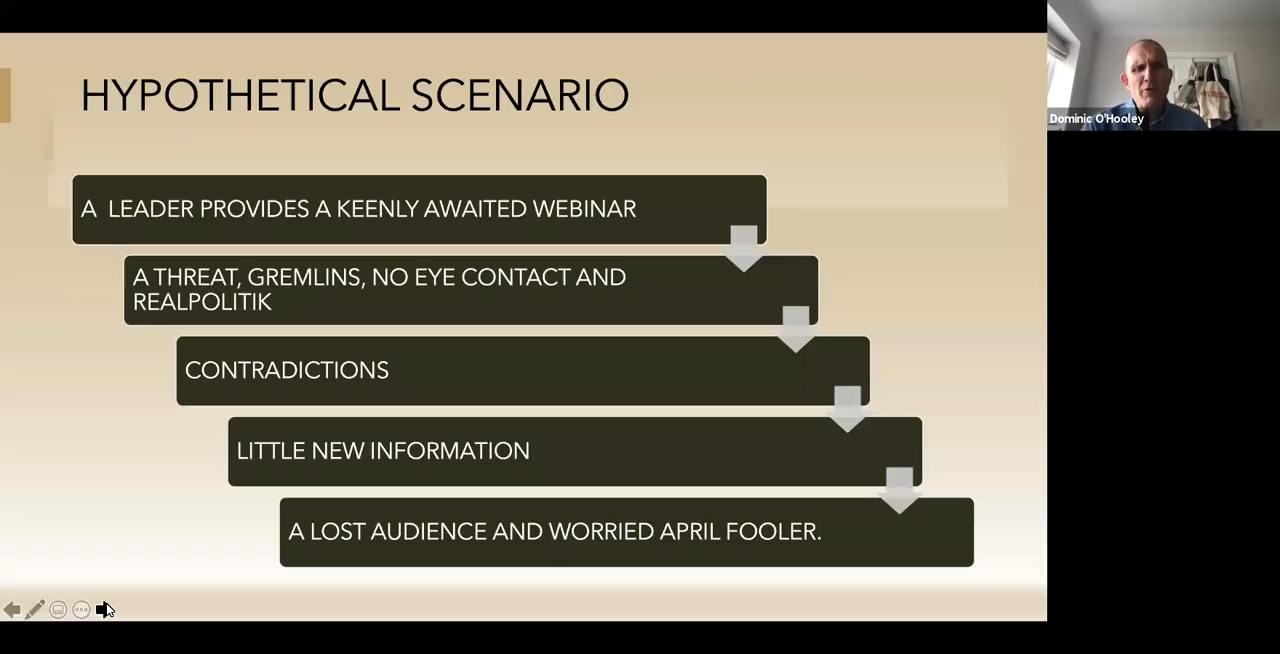 HYPOTHETICAL SCENARIO
Dominic O'Hooley
A LEADER PROVIDES A KEENLY AWAITED WEBINAR
A THREAT, GREMLINS, NO EYE CONTACT AND
REALPOLITIK
CONTRADICTIONS
LITTLE NEW INFORMATION
A LOST AUDIENCE AND WORRIED APRIL FOOLER.